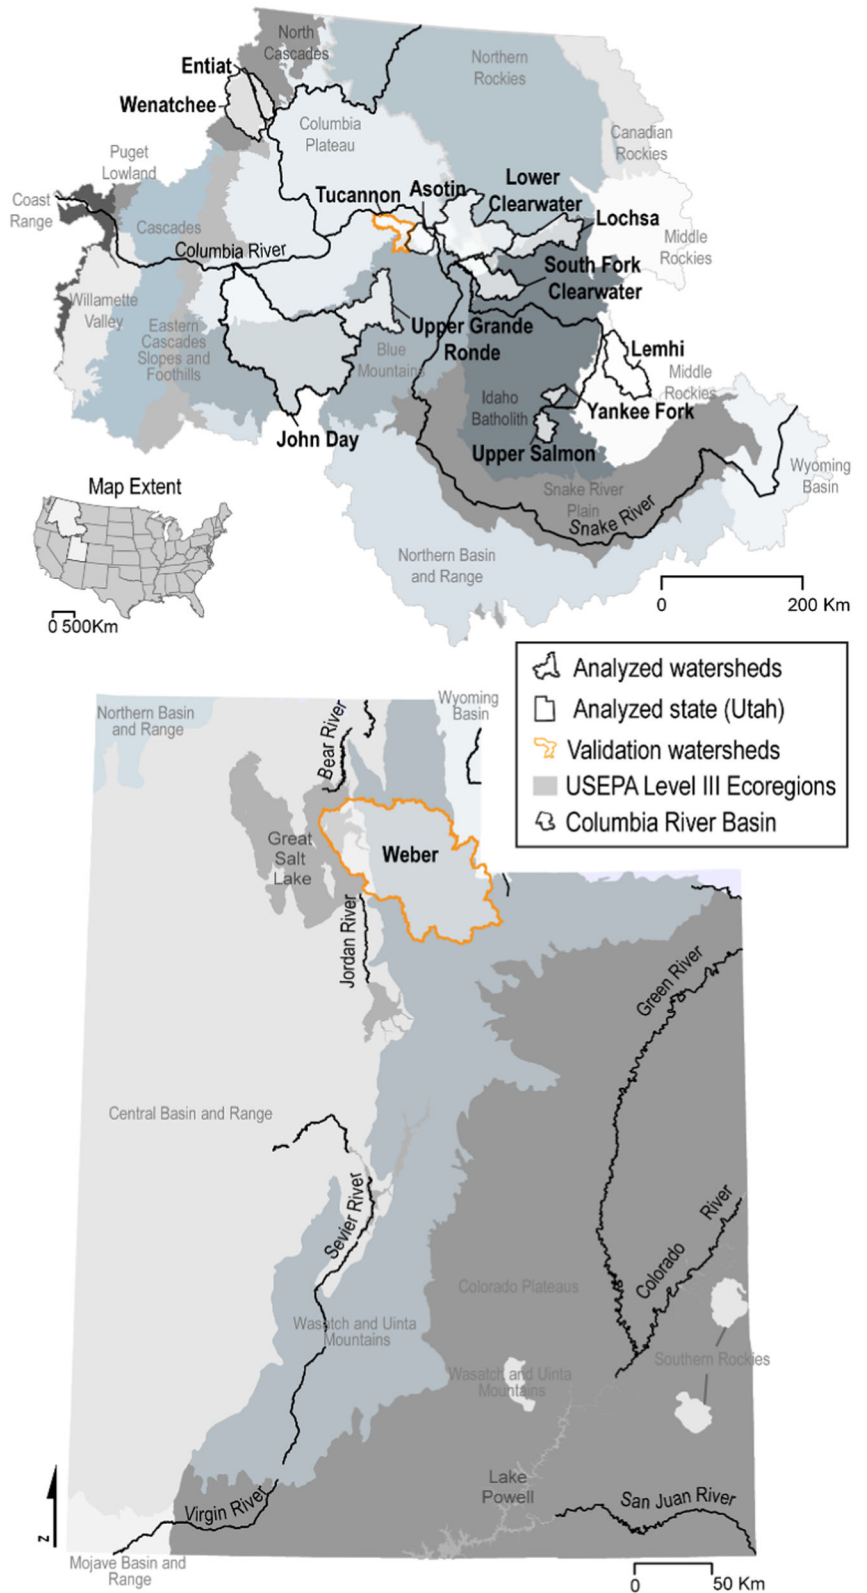 North
Cascades
Entiat
Northern
Rockies
Wenatchee
Columbia
Plateau
Canadian
Rockies
Puget
Lowland
Coast
Range
Tucannon
Asotin
Lower
Clearwater
Lochsa
Cascades
Columbia River
Middle
Rockies
South Fork
Clearwater
Willamette
Valley
Eastern
Cascades
Slopes and
Foothills
Upper Grande
Ronde
Blue
Mountains
Lemhi
Middle
Rockies
Idaho
Batholith
Yankee Fork
John Day
Upper Salmon
Wyoming
Basin
Map Extent
Snake River
Plain
Snake River
Northern Basin
and Range
0 500Km
0 200 Km
Analyzed watersheds
Analyzed state (Utah)
Validation watersheds
USEPA Level III Ecoregions
Columbia River Basin
Northern Basin
and Range
Bear River
Wyoming
Basin
Great
Salt
Lake
Weber
Jordan River
Green River
Central Basin and Range
Sevier River
Colorado River
Colorado Plateaus
Wasatch and Uinta
Mountains
Southern Rockies
Wasatch and Uinta
Mountains
Lake
Powell
Virgin River
San Juan River
N
Mojave Basin and
Range
0 50 Km